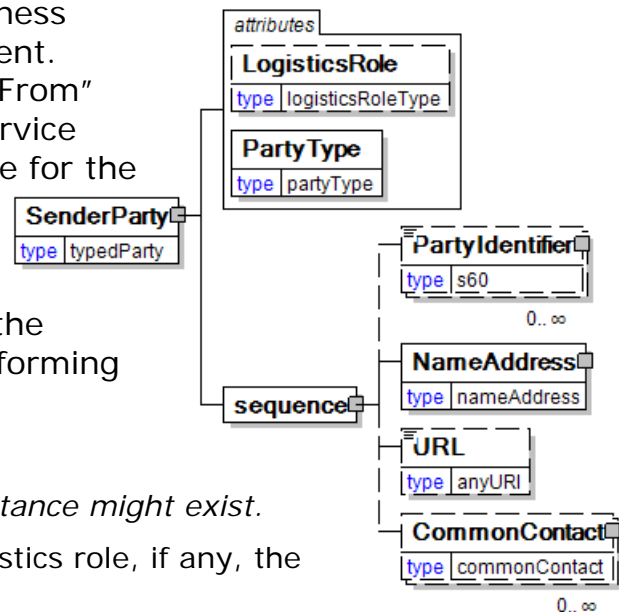 ness
ent.
From"
rvice
e for the
the
forming
tance might exist.
stics role, if any, the
attributes
LogisticsRole
type logisticsRoleType
PartyType
type partyType
SenderParty
type typedParty
sequence
PartyIdentifier
type s60
0.. ∞
NameAddress
type nameAddress
URL
type anyURI
CommonContact
type commonContact
0.. ∞